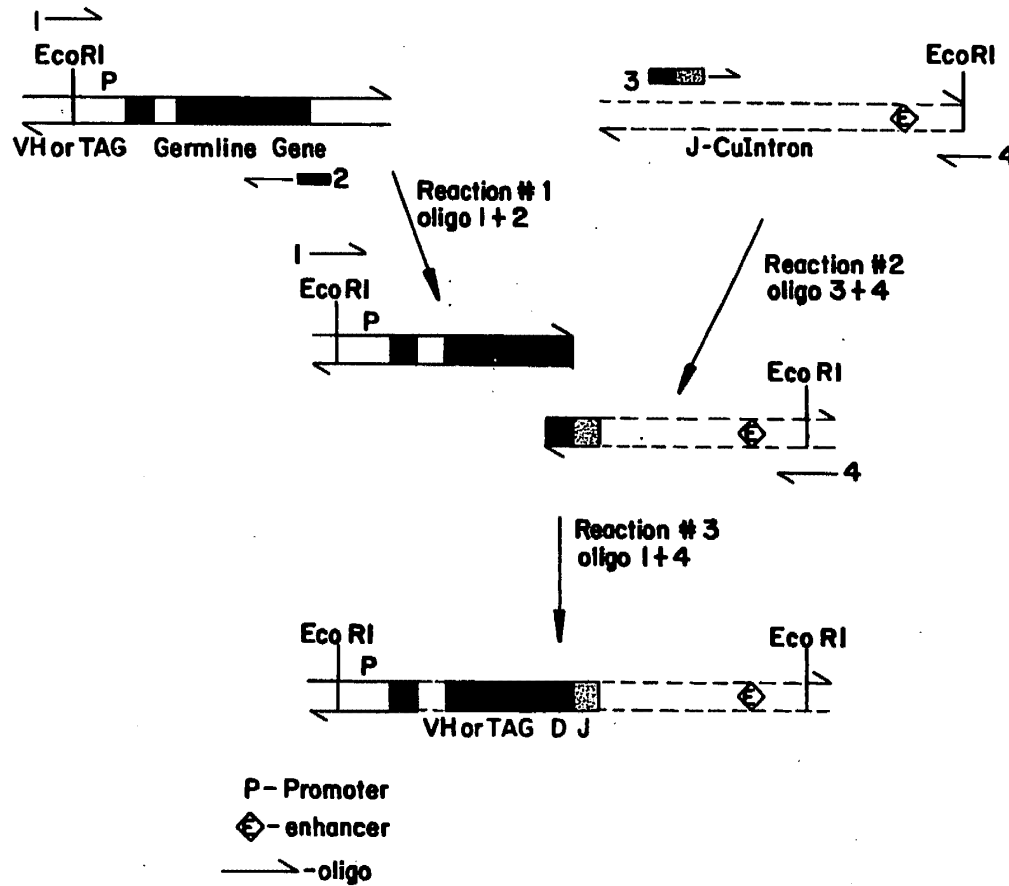 1
EcoRI
P
VH or TAG Germline Gene
2
3
EcoRI
E
J-CuIntron
4
Reaction # 1
oligo 1+2
Reaction #2
oligo 3+4
1
Eco RI
P
Eco RI
E
4
Reaction # 3
oligo 1+4
Eco RI
P
Eco RI
E
VH or TAG D J
P- Promoter
E - enhancer
-oligo